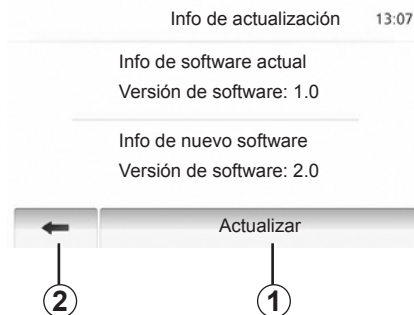 Info de actualización 13:07
Info de software actual
Versión de software: 1.0
Info de nuevo software
Versión de software: 2.0
Actualizar
2 1